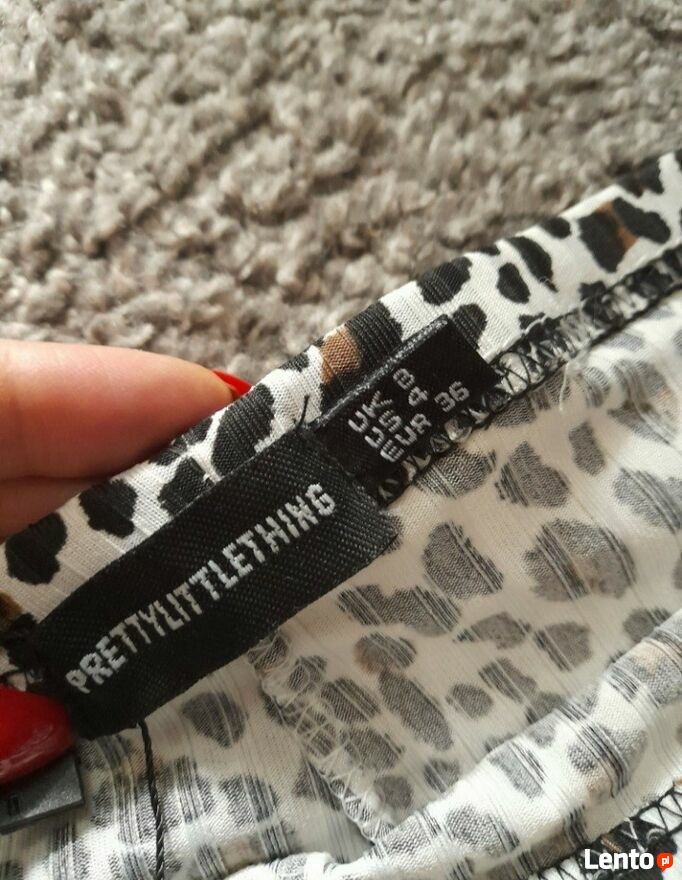 UK 8
US 4
EUR 36
PRETTYLITTLETHING
Lento pl